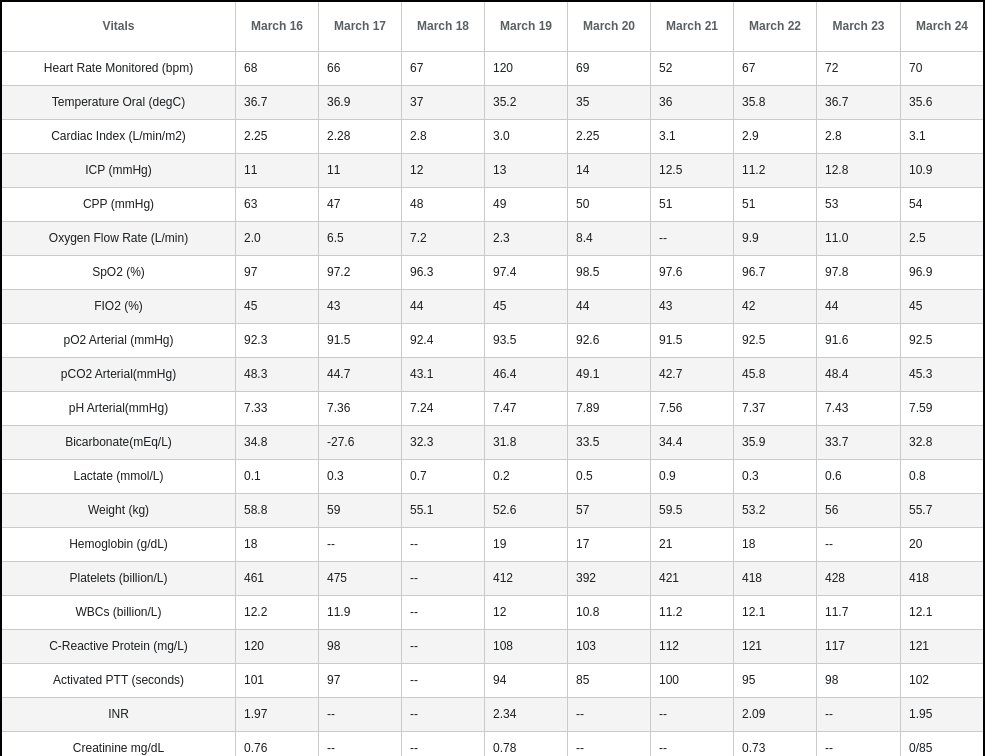 Vitals March 16 March 17 March 18 March 19 March 20 March 21 March 22 March 23 March 24
Heart Rate Monitored (bpm) 68 66 67 120 69 52 67 72 70
Temperature Oral (degC) 36.7 36.9 37 35.2 35 36 35.8 36.7 35.6
Cardiac Index (L/min/m2) 2.25 2.28 2.8 3.0 2.25 3.1 2.9 2.8 3.1
ICP (mmHg) 11 11 12 13 14 12.5 11.2 12.8 10.9
CPP (mmHg) 63 47 48 49 50 51 51 53 54
Oxygen Flow Rate (L/min) 2.0 6.5 7.2 2.3 8.4 -- 9.9 11.0 2.5
SpO2 (%) 97 97.2 96.3 97.4 98.5 97.6 96.7 97.8 96.9
FIO2 (%) 45 43 44 45 44 43 42 44 45
pO2 Arterial (mmHg) 92.3 91.5 92.4 93.5 92.6 91.5 92.5 91.6 92.5
pCO2 Arterial(mmHg) 48.3 44.7 43.1 46.4 49.1 42.7 45.8 48.4 45.3
pH Arterial(mmHg) 7.33 7.36 7.24 7.47 7.89 7.56 7.37 7.43 7.59
Bicarbonate(mEq/L) 34.8 -27.6 32.3 31.8 33.5 34.4 35.9 33.7 32.8
Lactate (mmol/L) 0.1 0.3 0.7 0.2 0.5 0.9 0.3 0.6 0.8
Weight (kg) 58.8 59 55.1 52.6 57 59.5 53.2 56 55.7
Hemoglobin (g/dL) 18 -- -- 19 17 21 18 -- 20
Platelets (billion/L) 461 475 -- 412 392 421 418 428 418
WBCs (billion/L) 12.2 11.9 -- 12 10.8 11.2 12.1 11.7 12.1
C-Reactive Protein (mg/L) 120 98 -- 108 103 112 121 117 121
Activated PTT (seconds) 101 97 -- 94 85 100 95 98 102
INR 1.97 -- -- 2.34 -- -- 2.09 -- 1.95
Creatinine mg/dL 0.76 -- -- 0.78 -- -- 0.73 -- 0/85